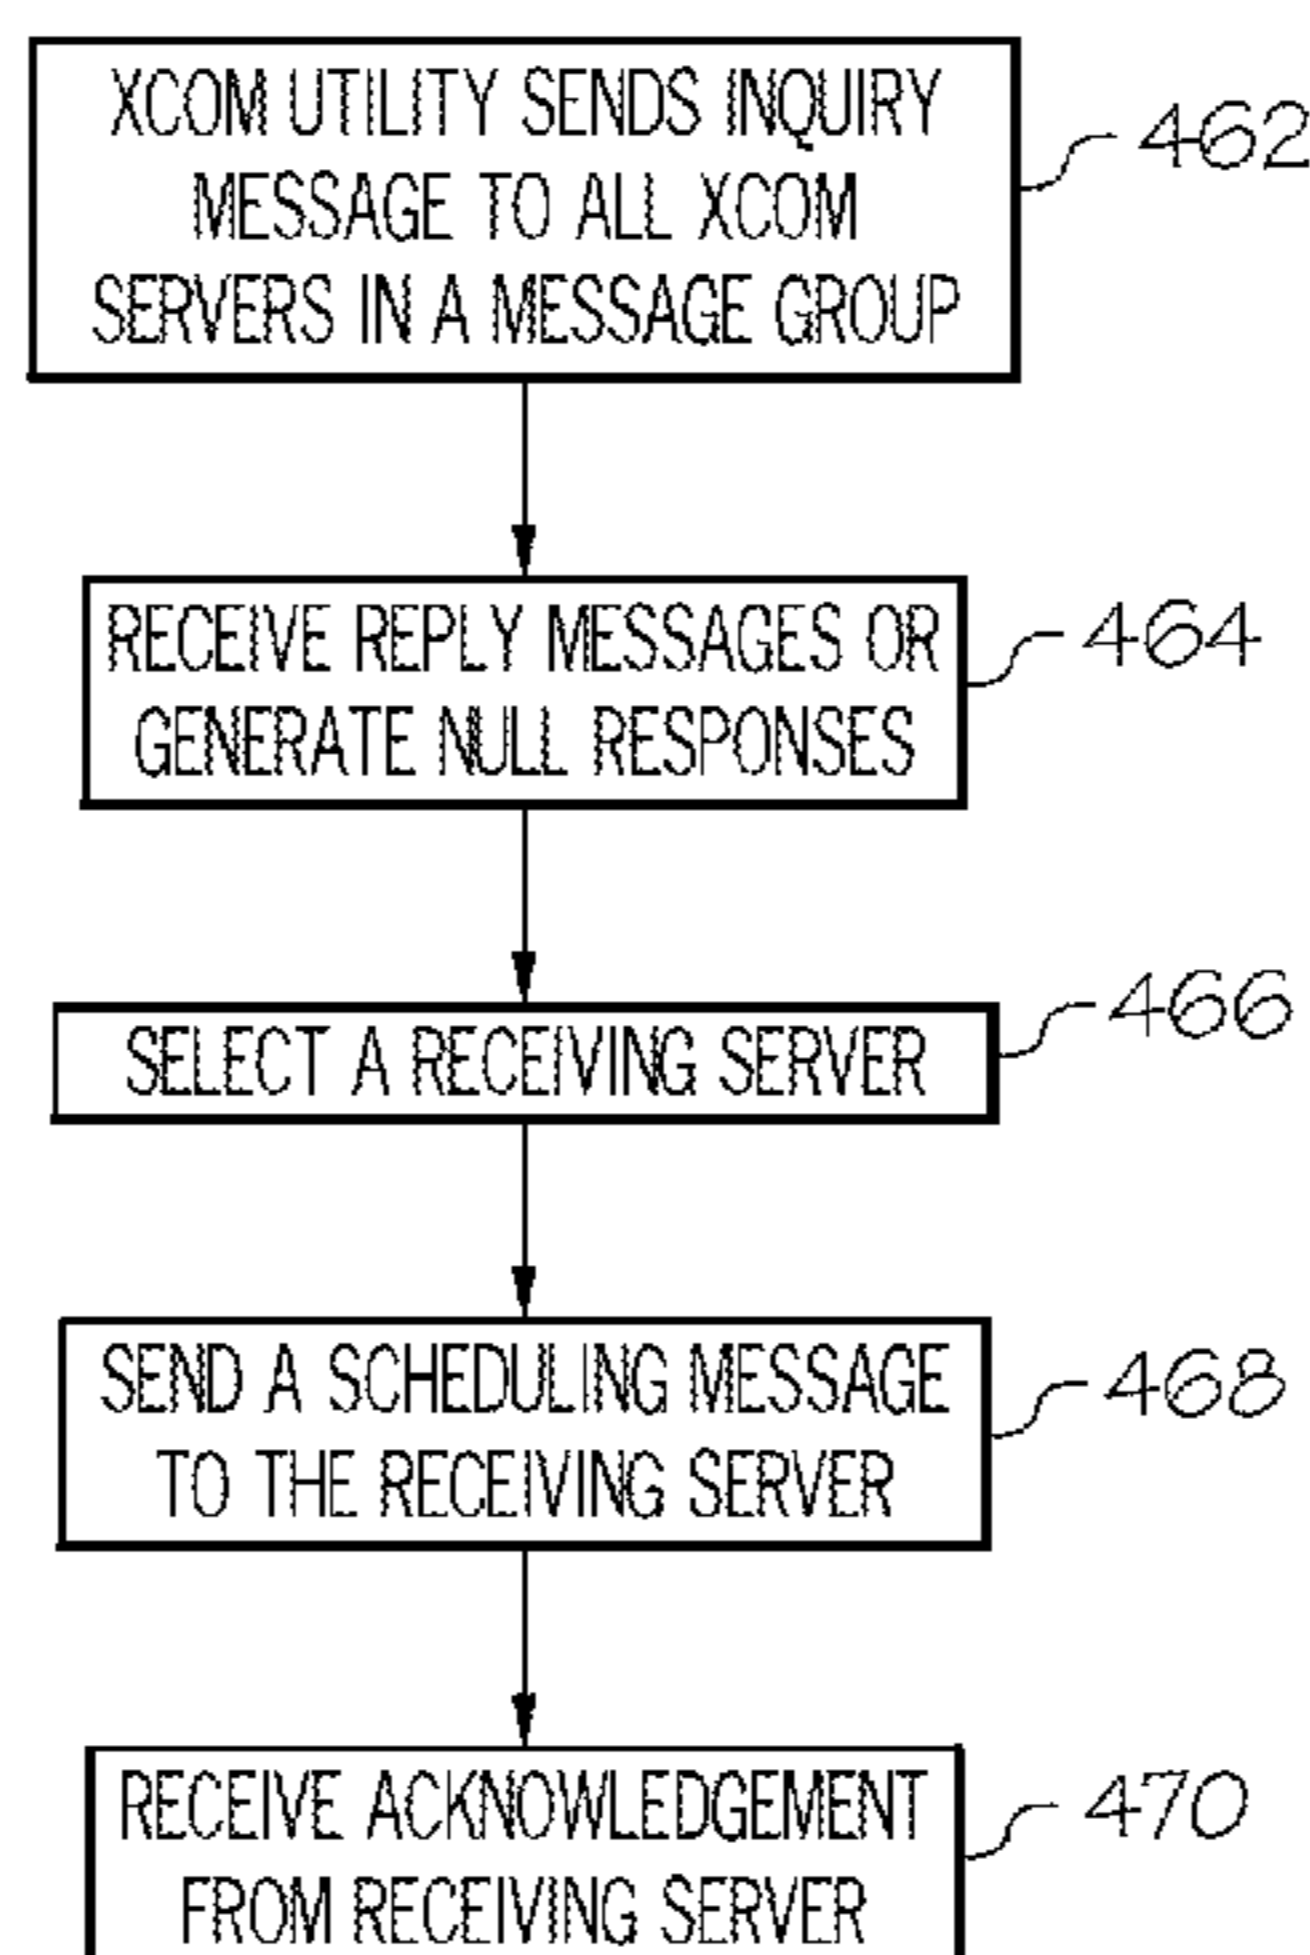 XCOM UTILITY SENDS INQUIRY
MESSAGE TO ALL XCOM
SERVERS IN A MESSAGE GROUP
462
RECEIVE REPLY MESSAGES OR
GENERATE NULL RESPONSES
464
SELECT A RECEIVING SERVER
466
SEND A SCHEDULING MESSAGE
TO THE RECEIVING SERVER
468
RECEIVE ACKNOWLEDGEMENT
FROM RECEIVING SERVER
470